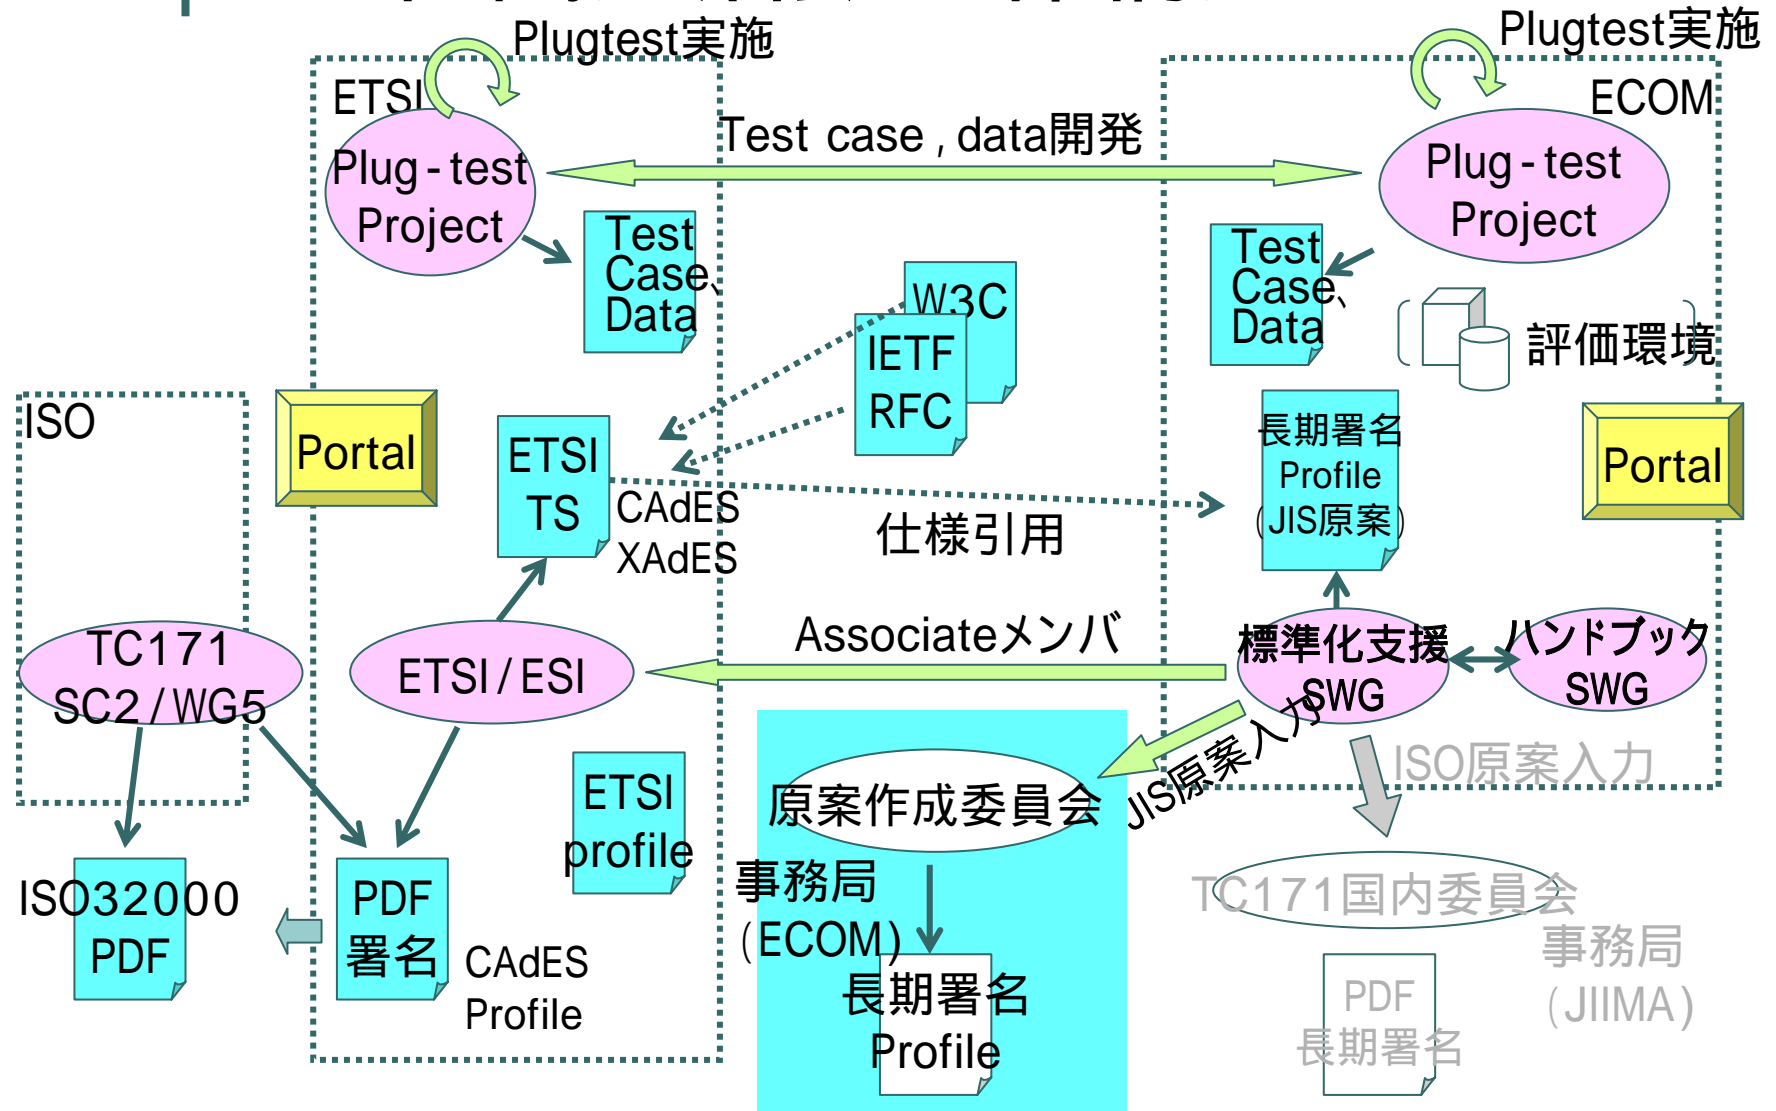 Plugtest実施
Plugtest実施
ETSI
ECOM
Test case , data開発
Plug-test
Project
Plug-test
Project
Test
Case、
Data
Test
Case、
Data
W3C
IETF
RFC
評価環境
ISO
Portal
Portal
ETSI
TS
CAdES
XAdES
長期署名
Profile
(JIS原案)
仕様引用
Associateメンバ
TC171
SC2/WG5
ETSI/ESI
標準化支援
SWG
ハンドブック
SWG
JIS原案入力
ISO原案入力
ETSI
profile
原案作成委員会
事務局
(ECOM)
長期署名
Profile
TC171国内委員会
事務局
(JIIMA)
PDF
長期署名
ISO32000
PDF
PDF
署名
CAdES
Profile